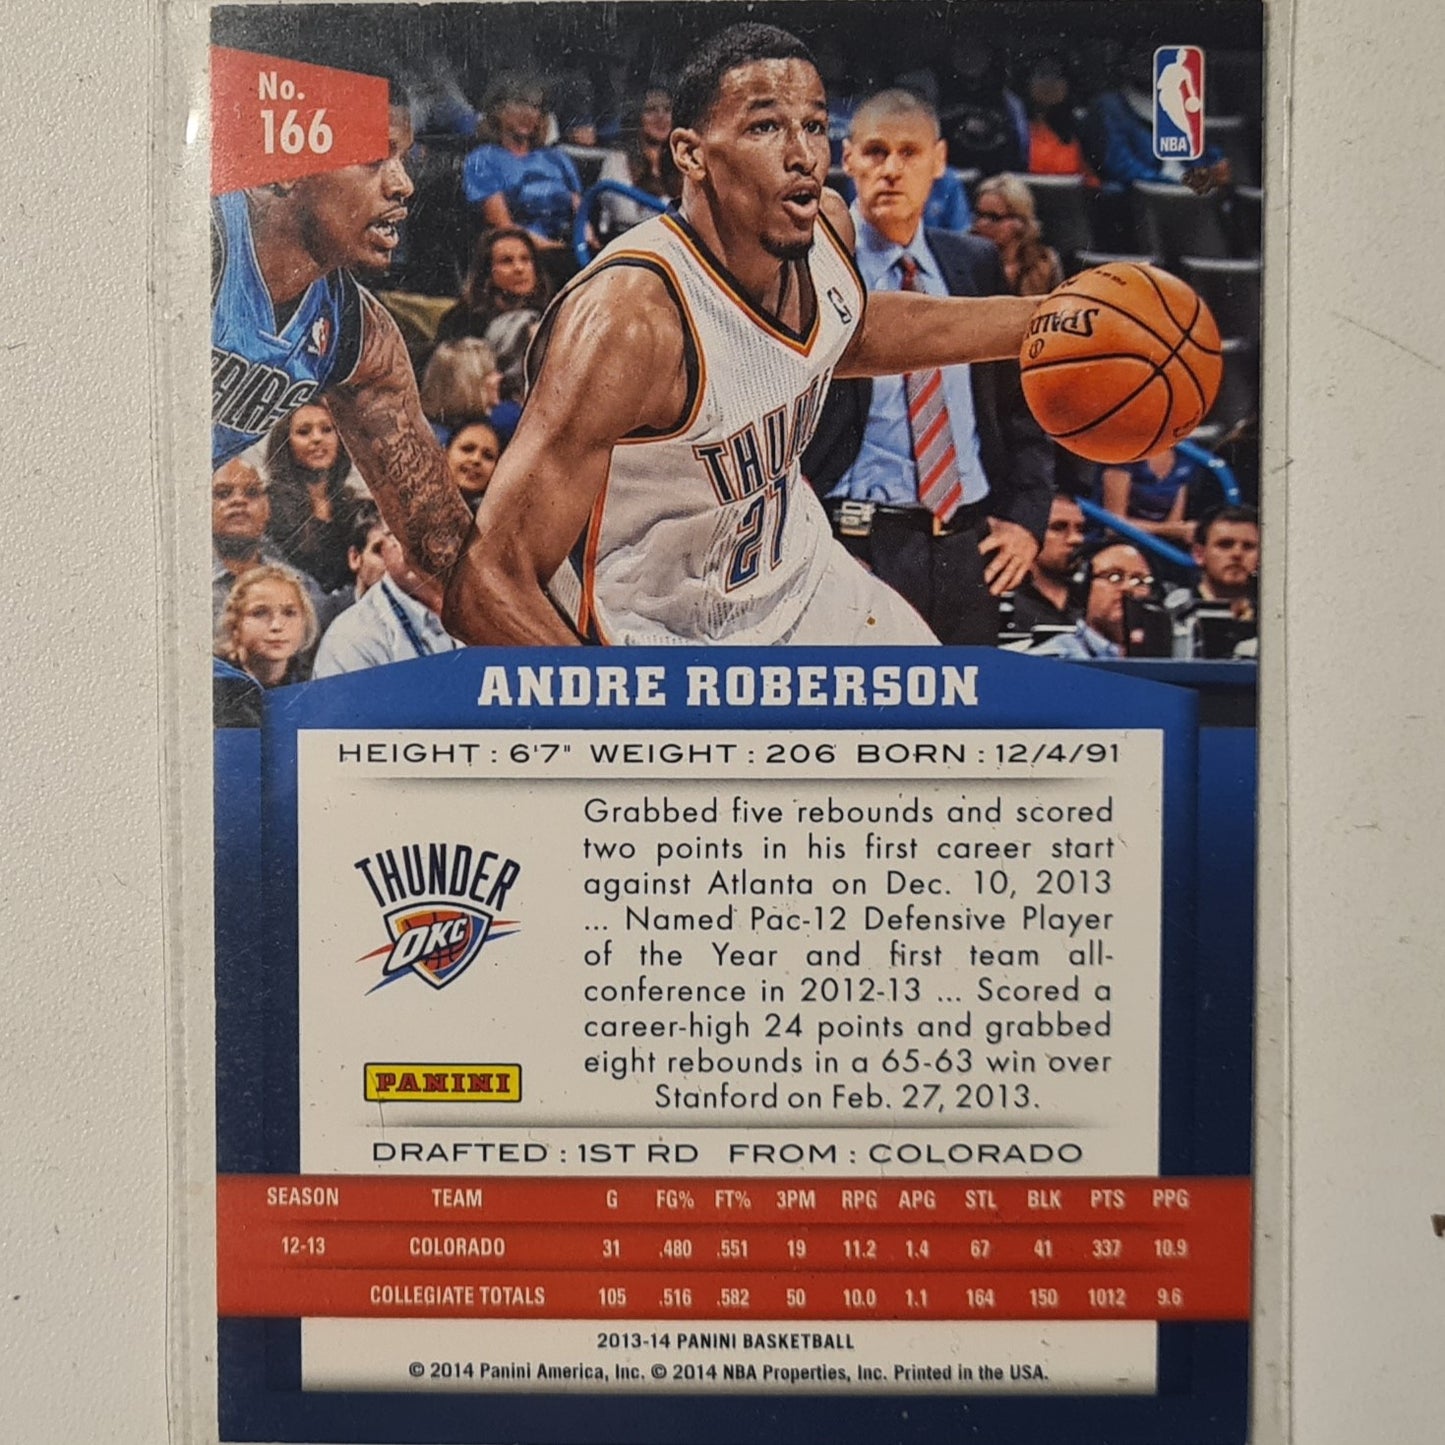 No.
166
NBA
SPALD
THUN
21
ANDRE ROBERSON
HEIGHT : 6'7" WEIGHT : 206 BORN : 12/4/91
Grabbed five rebounds and scored
two points in his first career start
against Atlanta on Dec. 10, 2013
... Named Pac-12 Defensive Player
of the Year and first team all-
conference in 2012-13 ... Scored a
career-high 24 points and grabbed
eight rebounds in a 65-63 win over
Stanford on Feb. 27, 2013.
THUNDER
OKC
PANINI
DRAFTED : 1ST RD FROM : COLORADO
SEASON TEAM G FG% FT% 3PM RPG APG STL BLK PTS PPG
12-13 COLORADO 31 .480 .551 19 11.2 1.4 67 41 337 10.9
COLLEGIATE TOTALS 105 .516 .582 50 10.0 1.1 164 150 1012 9.6
2013-14 PANINI BASKETBALL
© 2014 Panini America, Inc. © 2014 NBA Properties, Inc. Printed in the USA.